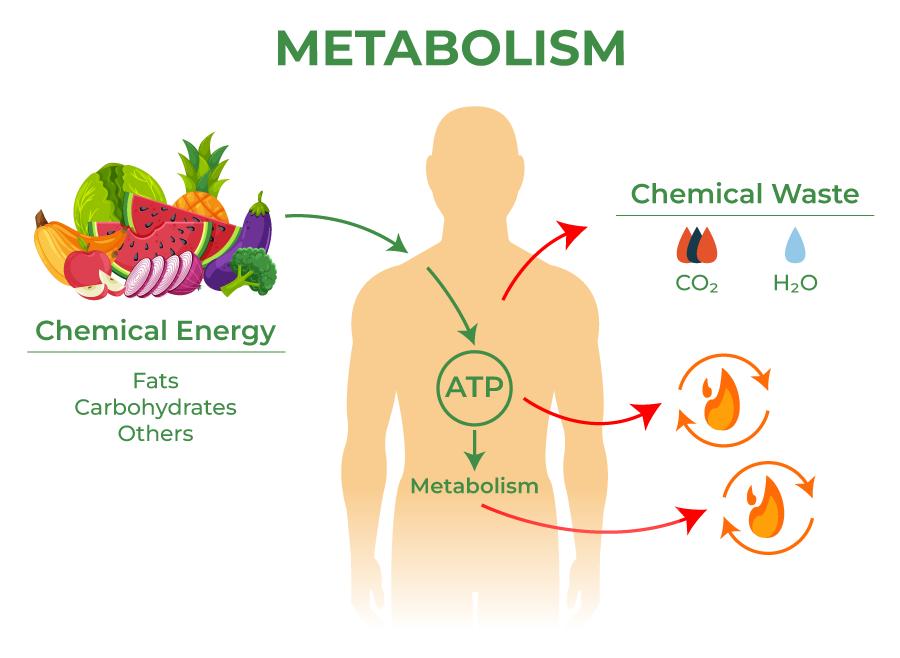 METABOLISM
Chemical Energy
Fats
Carbohydrates
Others
ATP
Metabolism
Chemical Waste
CO₂
H₂O